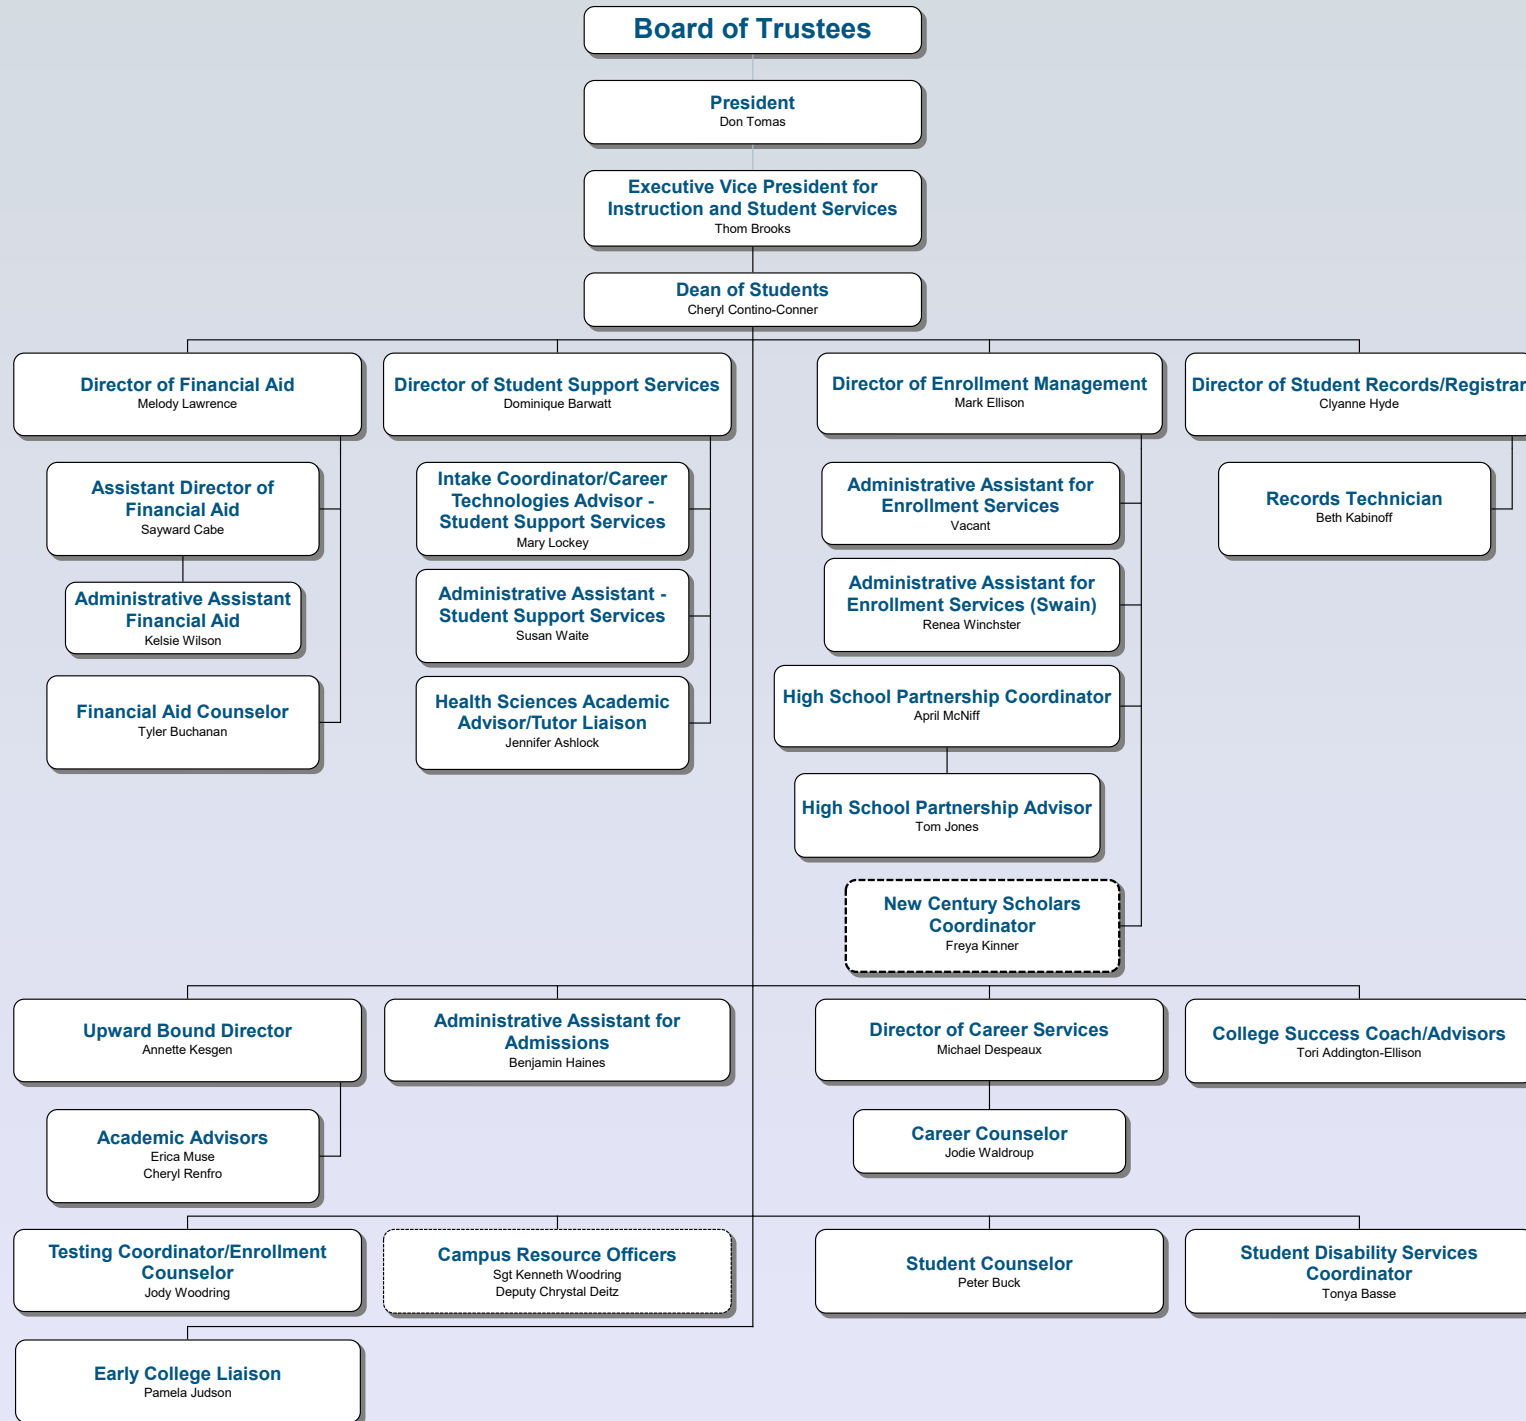 Board of Trustees
President
Don Tomas
Executive Vice President for
Instruction and Student Services
Thom Brooks
Dean of Students
Cheryl Contino-Conner
Director of Financial Aid
Melody Lawrence
Director of Student Support Services
Dominique Barwatt
Director of Enrollment Management
Mark Ellison
Director of Student Records/Registrar
Clyanne Hyde
Assistant Director of
Financial Aid
Sayward Cabe
Administrative Assistant
Financial Aid
Kelsie Wilson
Financial Aid Counselor
Tyler Buchanan
Intake Coordinator/Career
Technologies Advisor -
Student Support Services
Mary Lockey
Administrative Assistant -
Student Support Services
Susan Waite
Health Sciences Academic
Advisor/Tutor Liaison
Jennifer Ashlock
Administrative Assistant for
Enrollment Services
Vacant
Administrative Assistant for
Enrollment Services (Swain)
Renea Winchster
High School Partnership Coordinator
April McNiff
High School Partnership Advisor
Tom Jones
New Century Scholars
Coordinator
Freya Kinner
Records Technician
Beth Kabinoff
Upward Bound Director
Annette Kesgen
Administrative Assistant for
Admissions
Benjamin Haines
Director of Career Services
Michael Despeaux
College Success Coach/Advisors
Tori Addington-Ellison
Academic Advisors
Erica Muse
Cheryl Renfro
Career Counselor
Jodie Waldroup
Testing Coordinator/Enrollment
Counselor
Jody Woodring
Campus Resource Officers
Sgt Kenneth Woodring
Deputy Chrystal Deitz
Student Counselor
Peter Buck
Student Disability Services
Coordinator
Tonya Basse
Early College Liaison
Pamela Judson